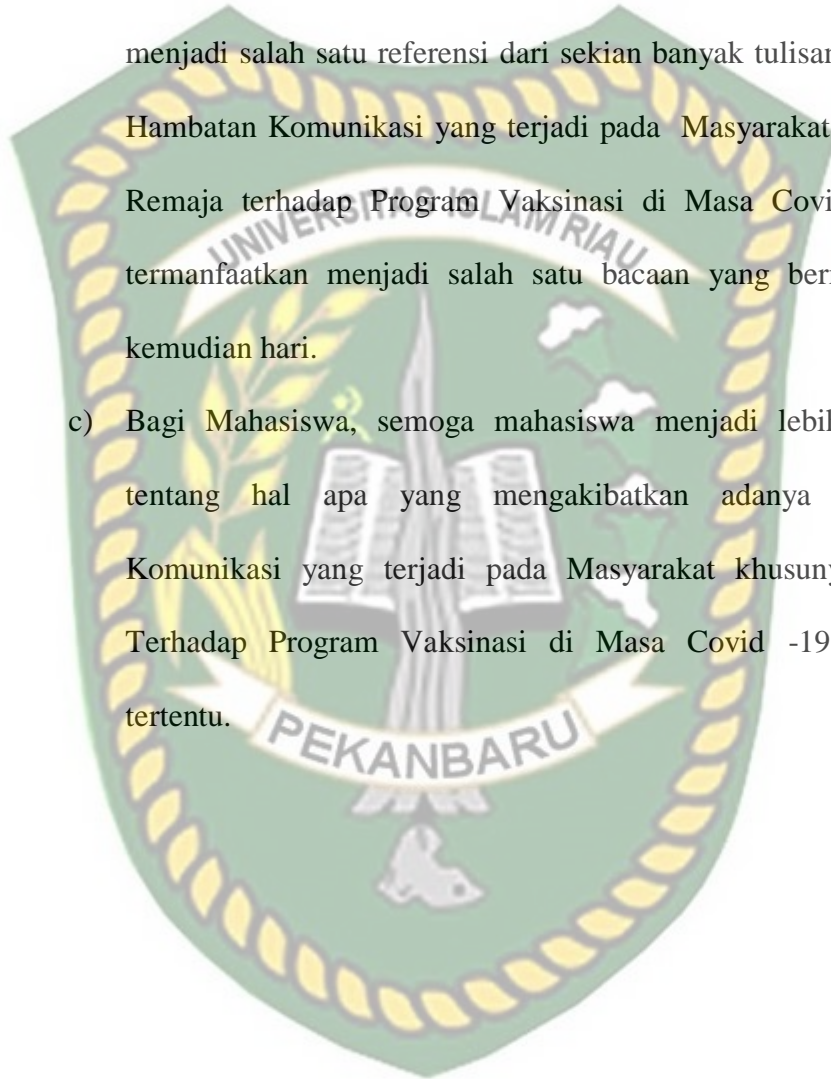 menjadi salah satu referensi dari sekian banyak tulisan
Hambatan Komunikasi yang terjadi pada Masyarakat
Remaja terhadap Program Vaksinasi di Masa Covi
UNIVERSITAS ISLAM RIAU
termanfaatkan menjadi salah satu bacaan yang
kemudian hari.
c) Bagi Mahasiswa, semoga mahasiswa menjadi lebih
tentang hal apa yang mengakibatkan adanya
Komunikasi yang terjadi pada Masyarakat khusuny
Terhadap Program Vaksinasi di Masa Covid -19
tertentu.
PEKANBARU